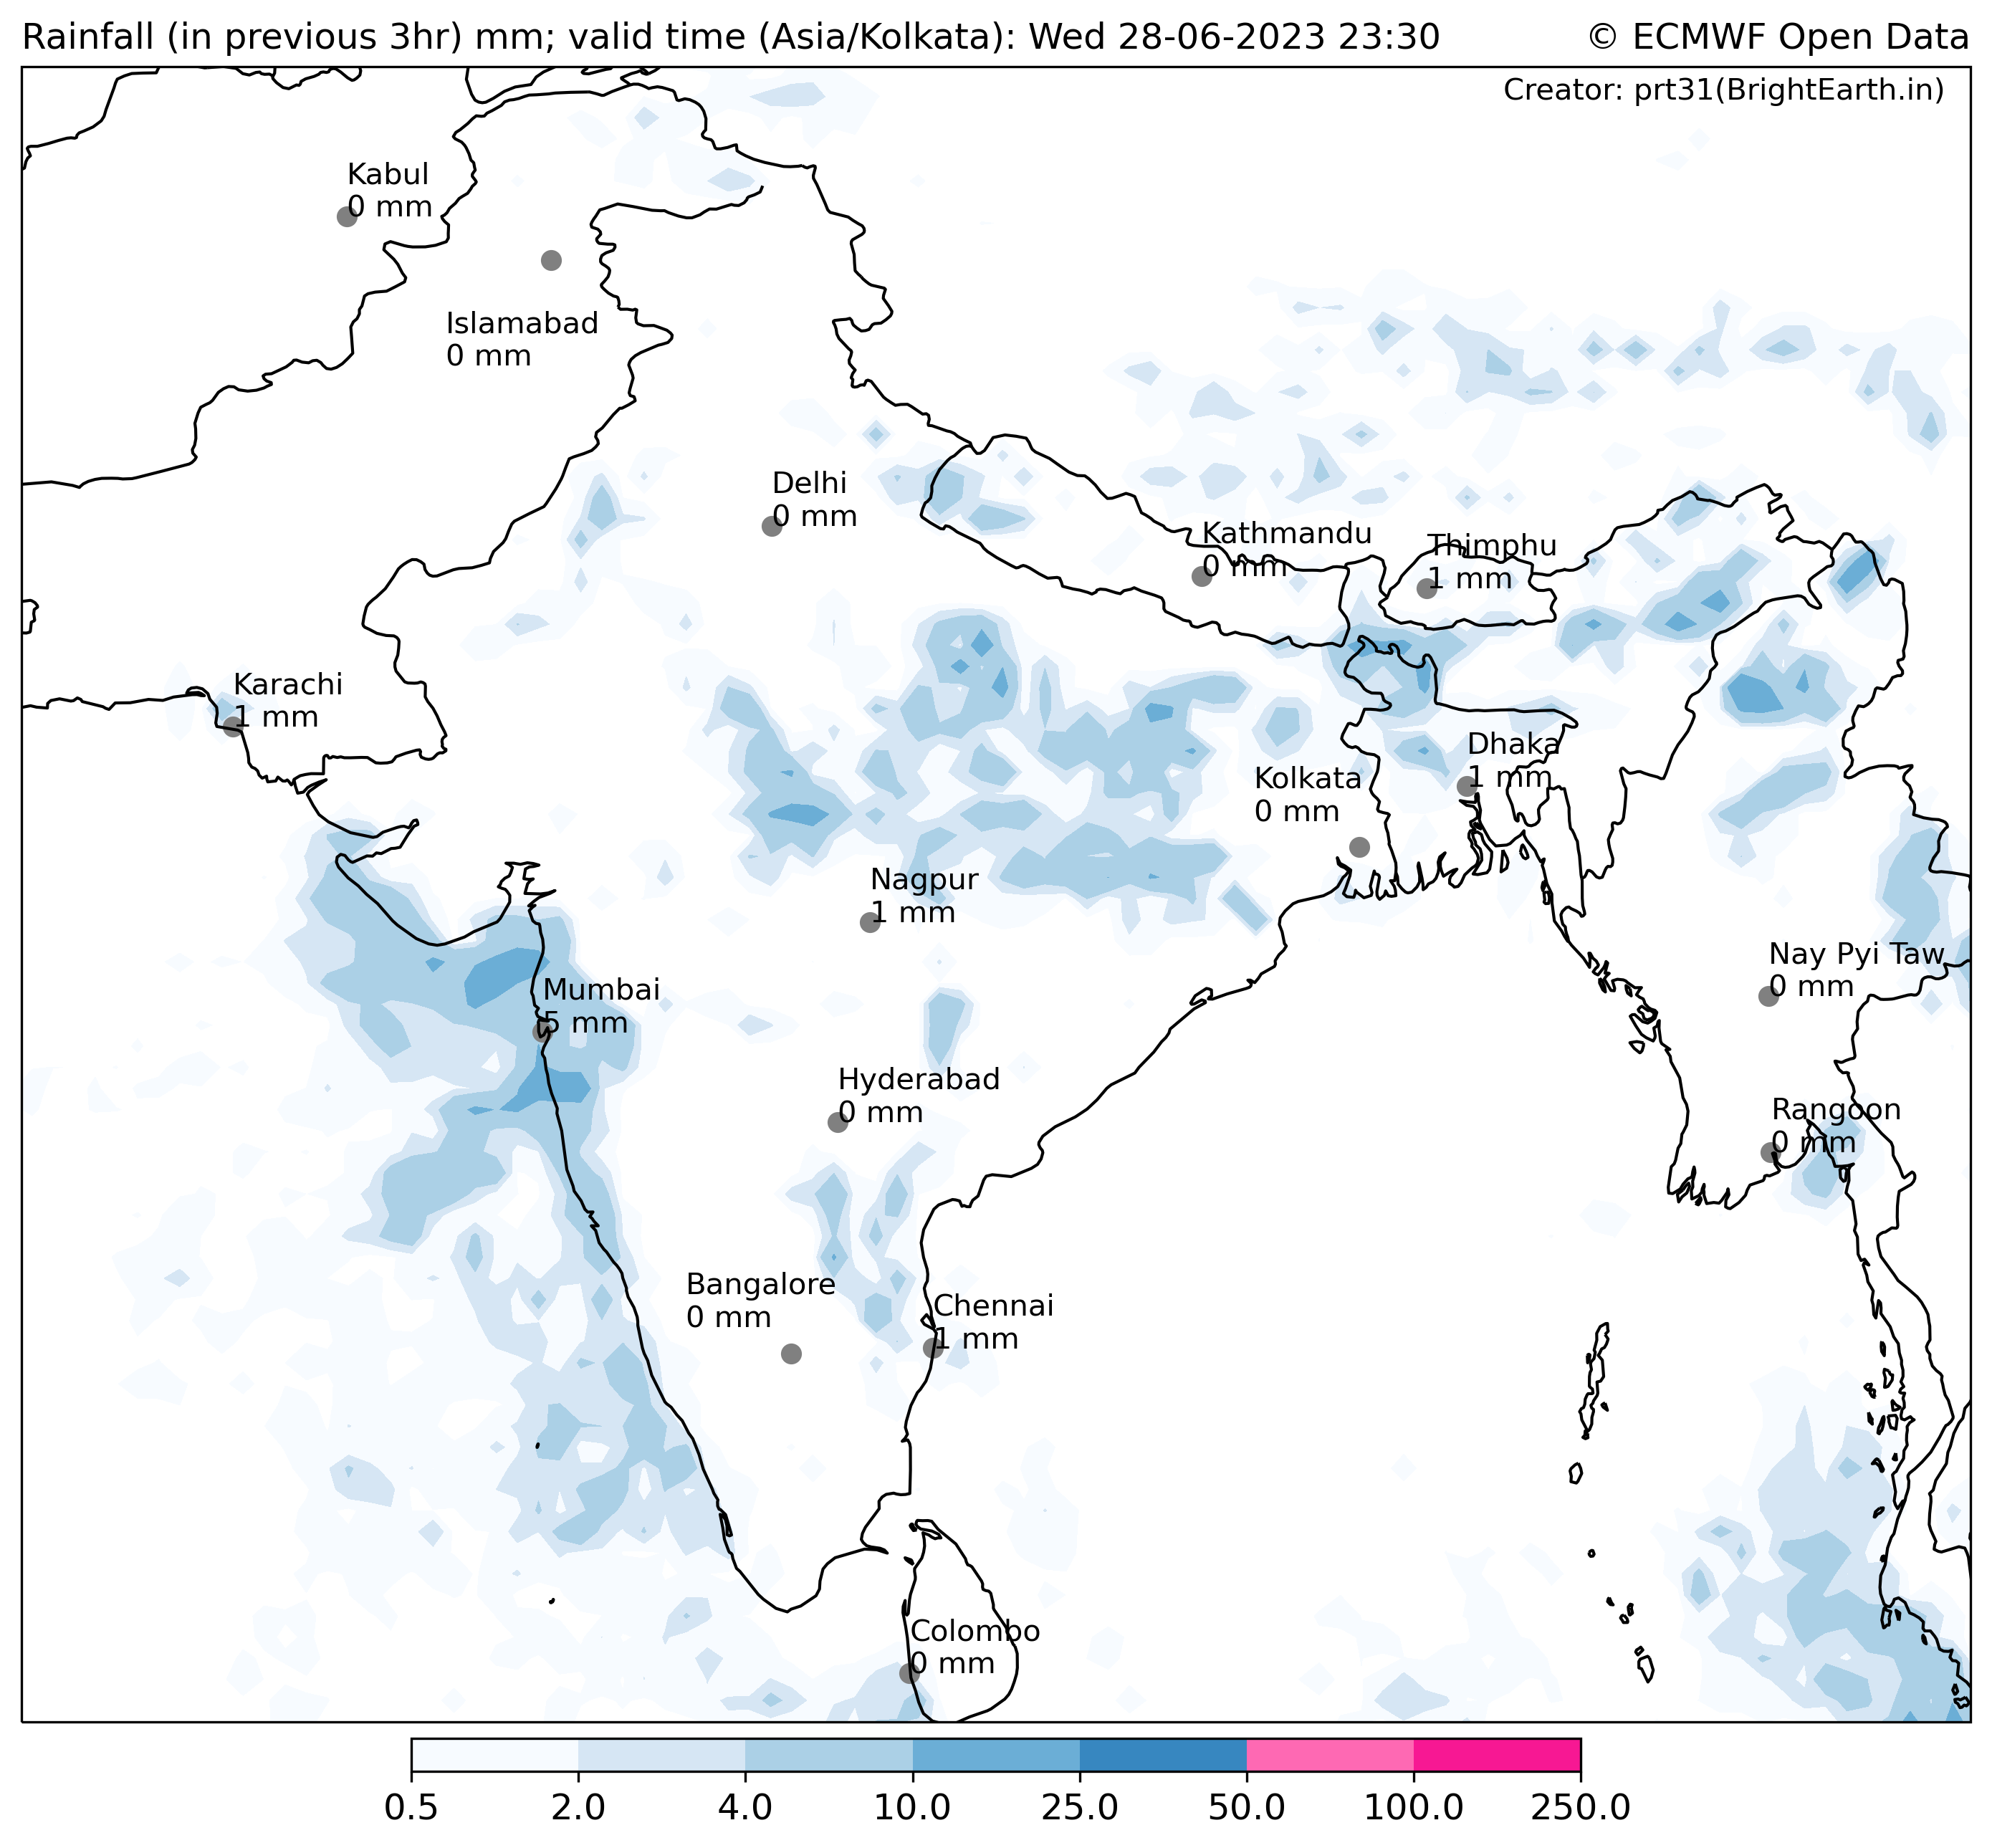 Rainfall (in previous 3hr) mm; valid time (Asia/Kolkata): Wed 28-06-2023 23:30
© ECMWF Open Data
Creator: prt31(BrightEarth.in)
Kabul
0 mm
Islamabad
0 mm
Delhi
0 mm
Kathmandu
0 mm
Thimphu
1 mm
Karachi
1 mm
Dhaka
1 mm
Kolkata
0 mm
Nagpur
1 mm
Nay Pyi Taw
0 mm
Mumbai
5 mm
Hyderabad
0 mm
Rangoon
0 mm
Bangalore
0 mm
Chennai
1 mm
Colombo
0 mm
0.5 2.0 4.0 10.0 25.0 50.0 100.0 250.0